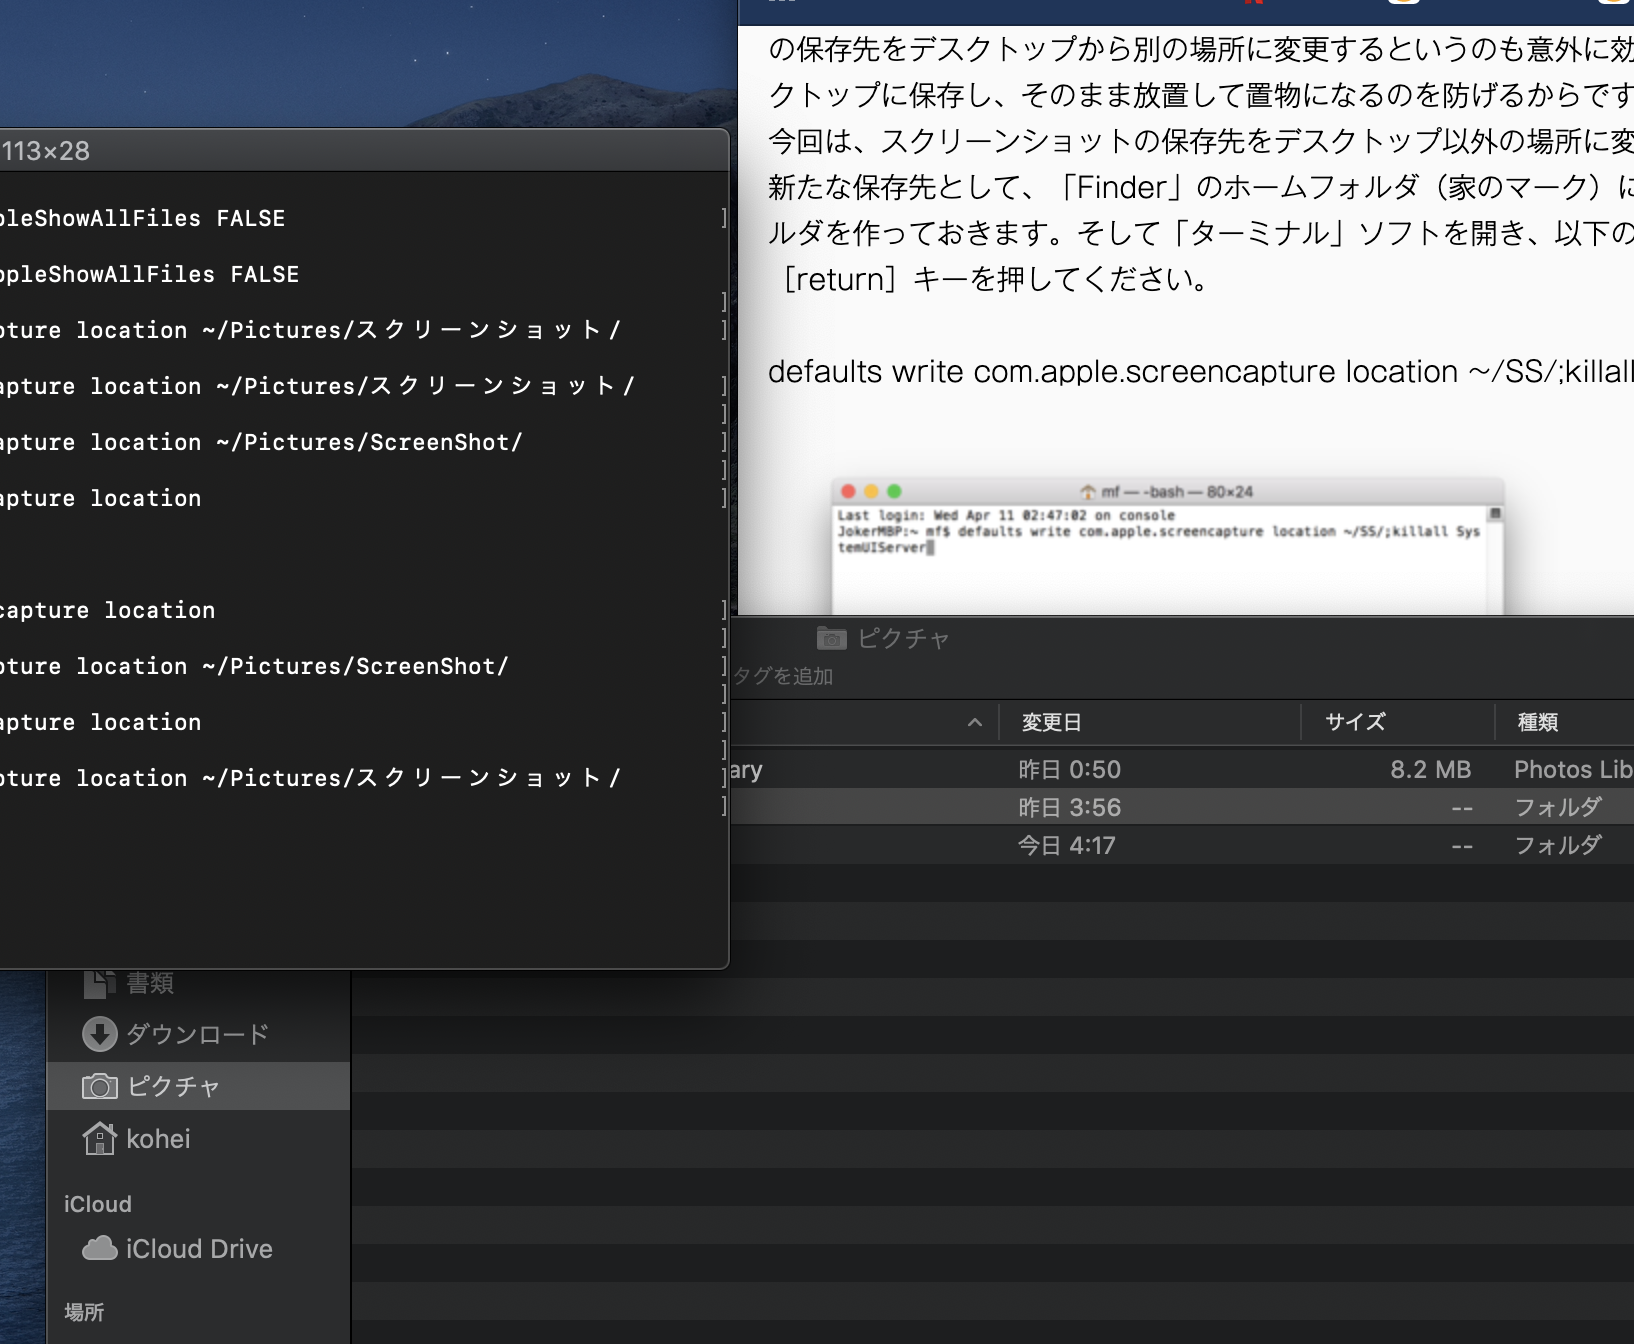 113×28
pleShowAllFiles FALSE
ppleShowAllFiles FALSE
pture location ~/Pictures/スクリーンショット/
apture location ~/Pictures/スクリーンショット/
apture location ~/Pictures/ScreenShot/
apture location
capture location
pture location ~/Pictures/ScreenShot/
apture location
pture location ~/Pictures/スクリーンショット/
の保存先をデスクトップから別の場所に変更するというのも意外に効
クトップに保存し、そのまま放置して置物になるのを防げるからです
今回は、スクリーンショットの保存先をデスクトップ以外の場所に変
新たな保存先として、「Finder」のホームフォルダ（家のマーク）に
ルダを作っておきます。そして「ターミナル」ソフトを開き、以下の
［return］キーを押してください。
defaults write com.apple.screencapture location ~/SS/;killall
mf — -bash — 80×24
Last login: Wed Apr 11 02:47:02 on console
JokerMBP:~ mf$ defaults write com.apple.screencapture location ~/SS/;killall Sys
temUIServer
ピクチャ
タグを追加
変更日 サイズ 種類
ary 昨日 0:50 8.2 MB Photos Lib
昨日 3:56 -- フォルダ
今日 4:17 -- フォルダ
書類
ダウンロード
ピクチャ
kohei
iCloud
iCloud Drive
場所